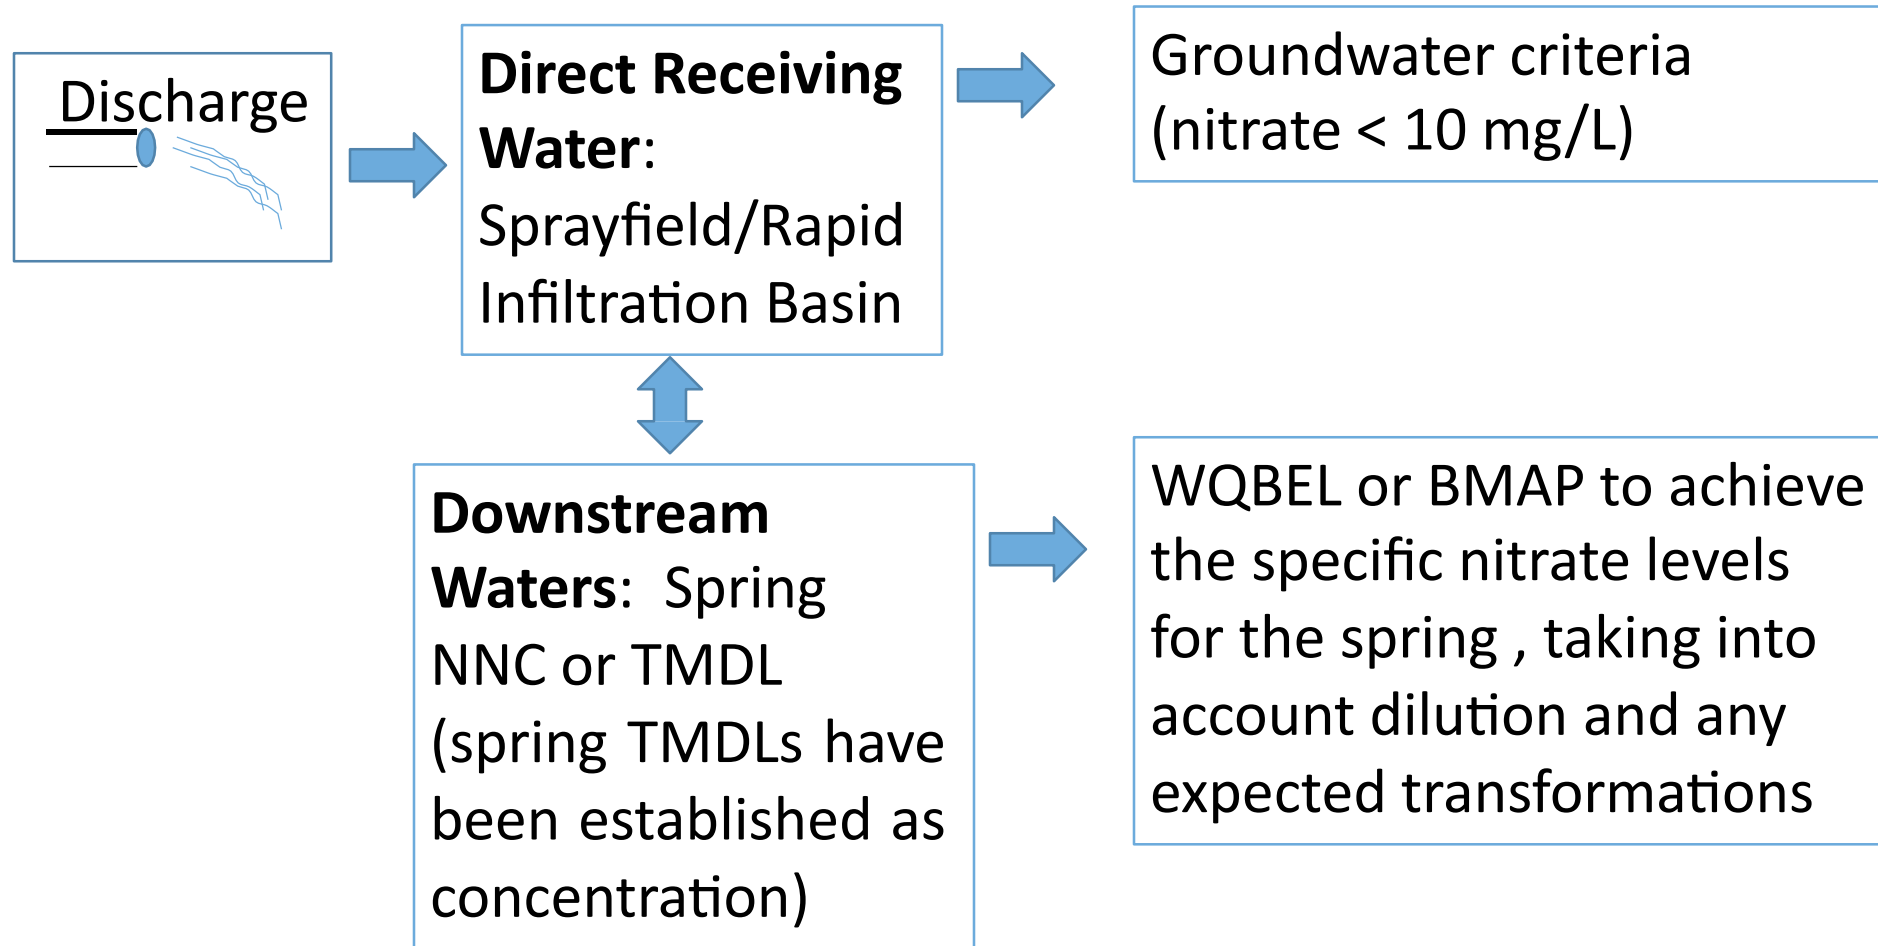 Discharge
Direct Receiving
Water:
Sprayfield/Rapid
Infiltration Basin
Groundwater criteria
(nitrate < 10 mg/L)
Downstream
Waters: Spring
NNC or TMDL
(spring TMDLs have
been established as
concentration)
WQBEL or BMAP to achieve
the specific nitrate levels
for the spring , taking into
account dilution and any
expected transformations